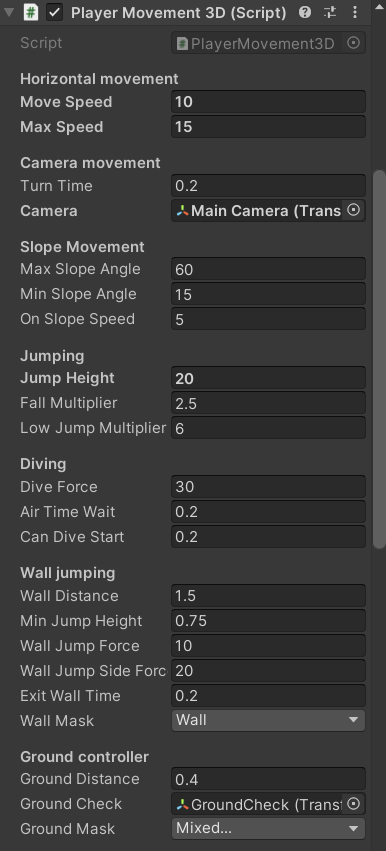 Player Movement 3D (Script)
Script PlayerMovement3D
Horizontal movement
Move Speed 10
Max Speed 15
Camera movement
Turn Time 0.2
Camera Main Camera (Trans
Slope Movement
Max Slope Angle 60
Min Slope Angle 15
On Slope Speed 5
Jumping
Jump Height 20
Fall Multiplier 2.5
Low Jump Multiplier 6
Diving
Dive Force 30
Air Time Wait 0.2
Can Dive Start 0.2
Wall jumping
Wall Distance 1.5
Min Jump Height 0.75
Wall Jump Force 10
Wall Jump Side Forc 20
Exit Wall Time 0.2
Wall Mask Wall
Ground controller
Ground Distance 0.4
Ground Check GroundCheck (Transf
Ground Mask Mixed...